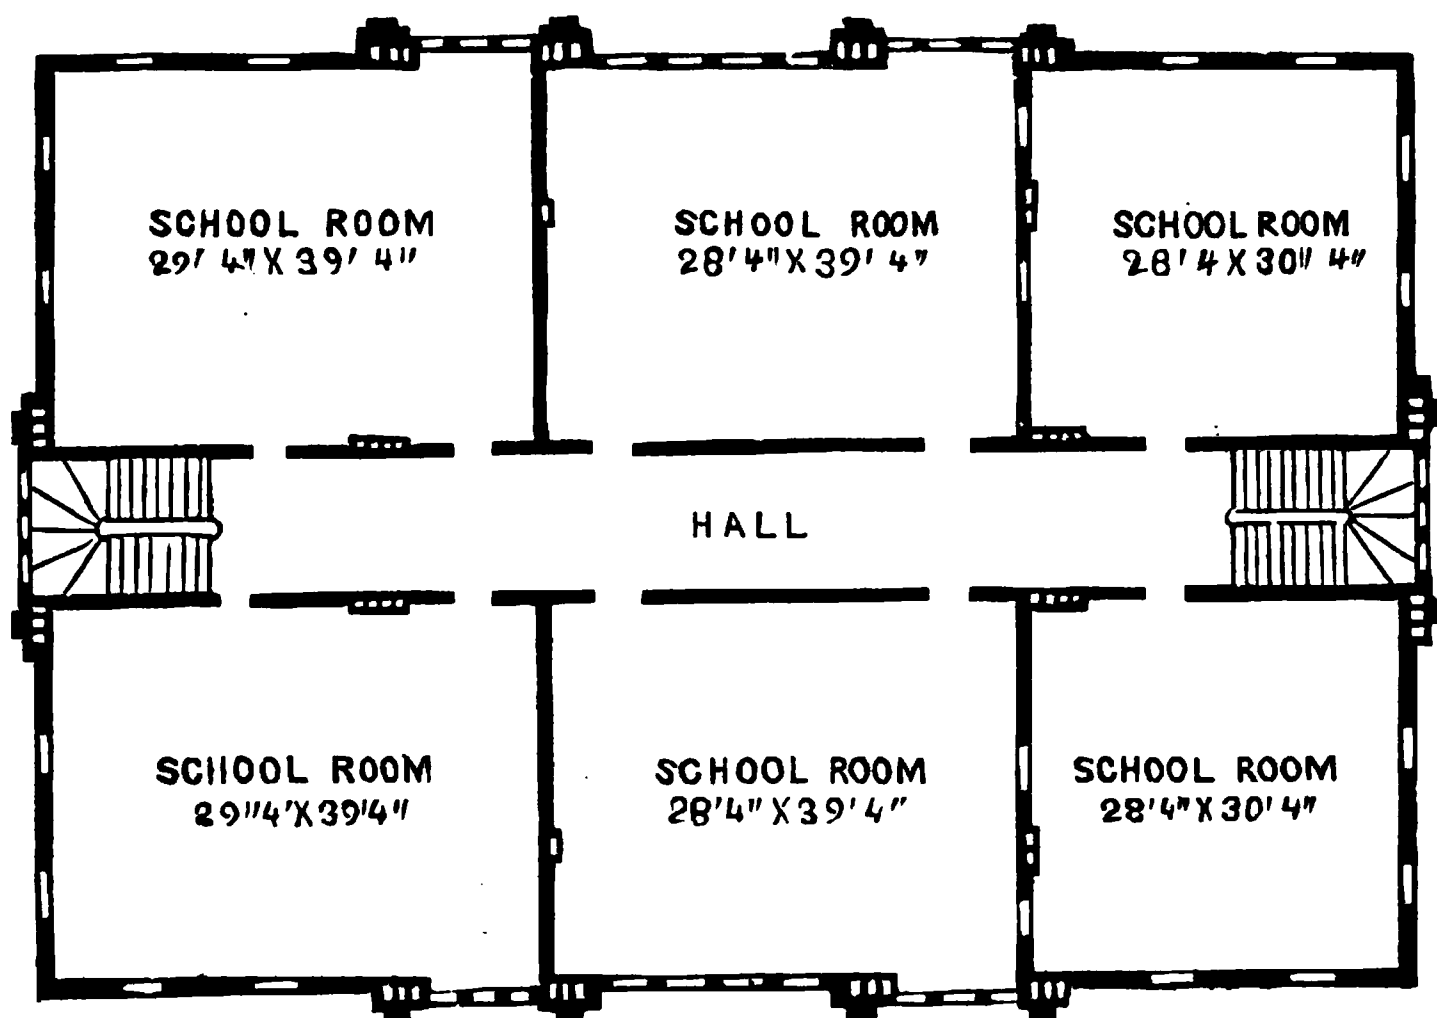 SCHOOL ROOM
29' 4" X 39' 4"
SCHOOL ROOM
28' 4" X 39' 4"
SCHOOL ROOM
28' 4 X 30" 4"
HALL
SCHOOL ROOM
29" 4' X 39' 4"
SCHOOL ROOM
28' 4" X 39' 4"
SCHOOL ROOM
28' 4" X 30' 4"